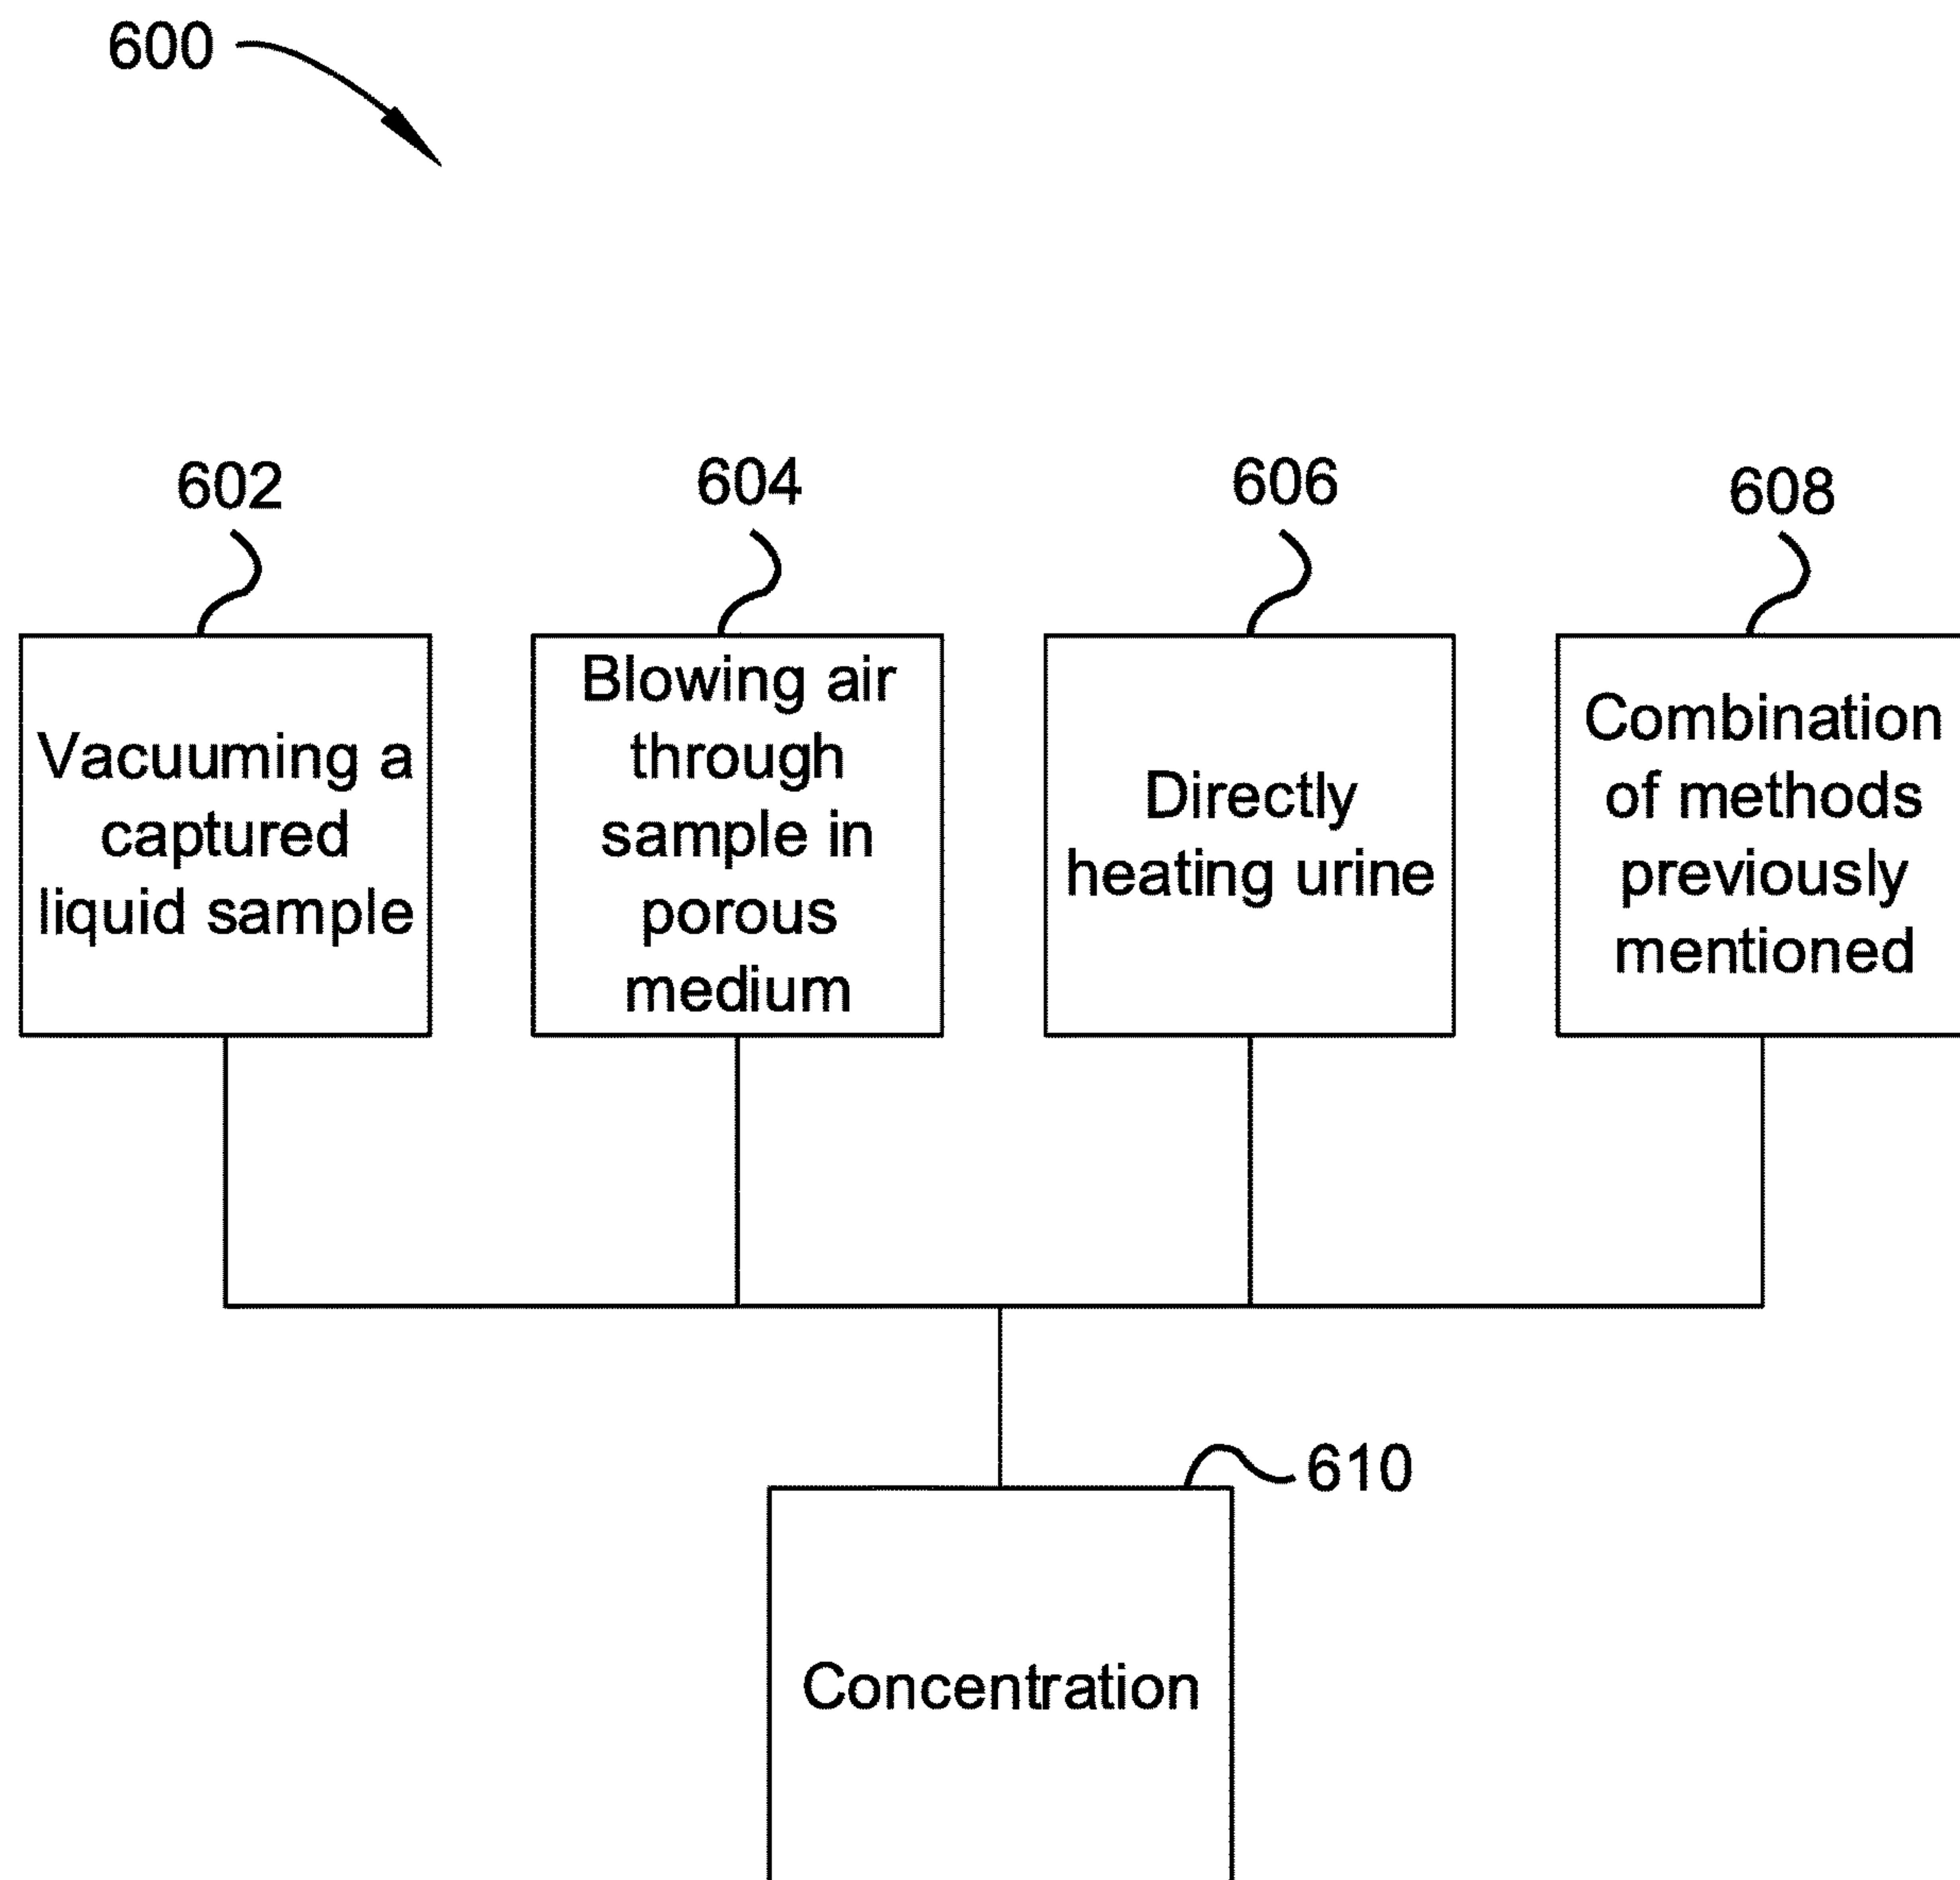 600
602
604
606
608
Vacuuming a
captured
liquid sample
Blowing air
through
sample in
porous
medium
Directly
heating urine
Combination
of methods
previously
mentioned
610
Concentration